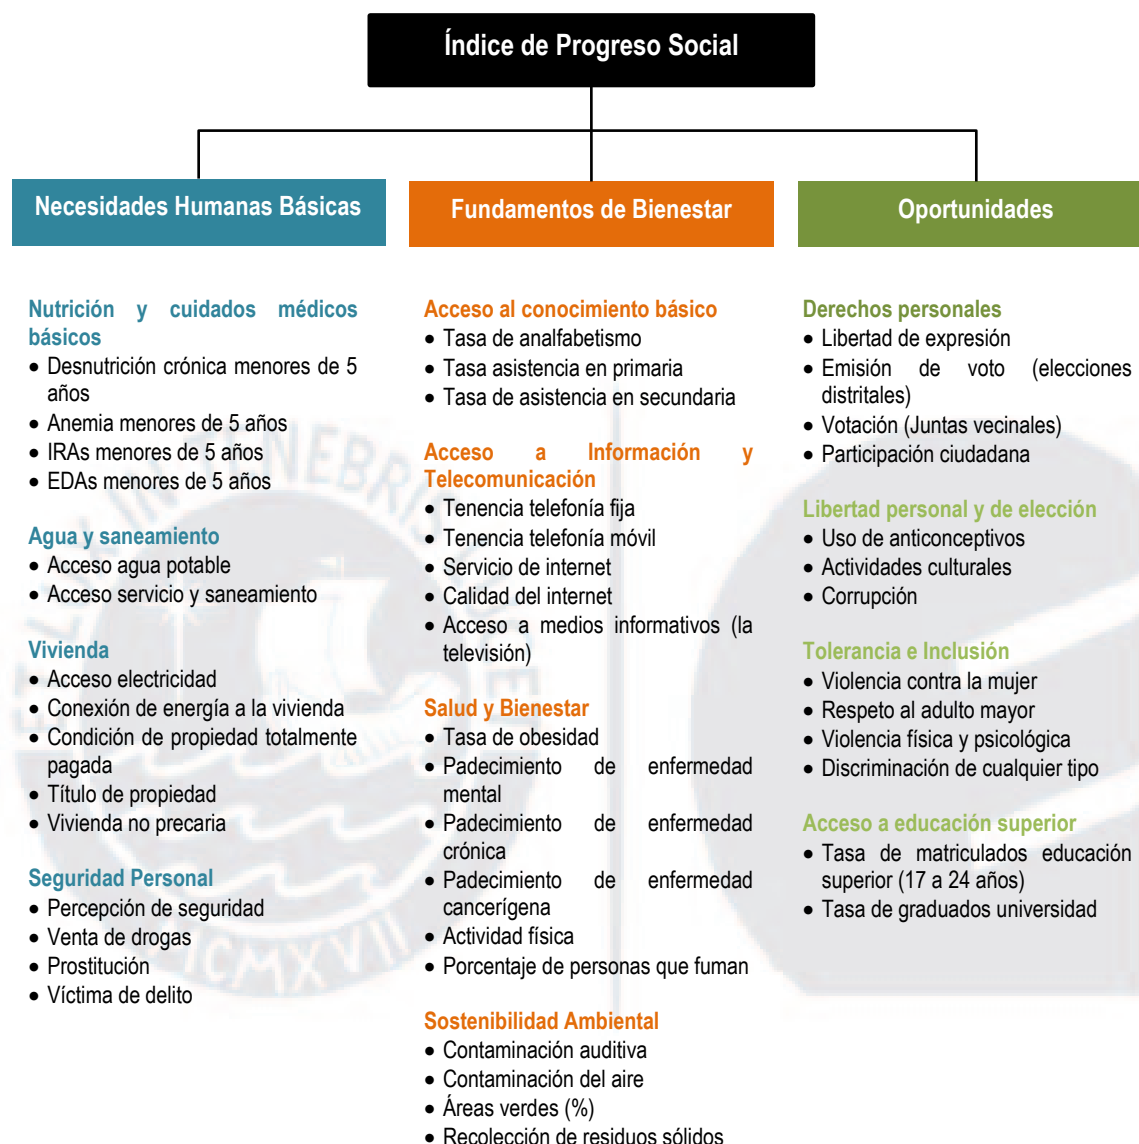 Índice de Progreso Social
Necesidades Humanas Básicas
Fundamentos de Bienestar
Oportunidades
Nutrición y cuidados médicos
básicos
• Desnutrición crónica menores de 5
años
• Anemia menores de 5 años
• IRAs menores de 5 años
• EDAs menores de 5 años
Agua y saneamiento
• Acceso agua potable
• Acceso servicio y saneamiento
Vivienda
• Acceso electricidad
• Conexión de energía a la vivienda
• Condición de propiedad totalmente
pagada
• Título de propiedad
• Vivienda no precaria
Seguridad Personal
• Percepción de seguridad
• Venta de drogas
• Prostitución
• Víctima de delito
Acceso al conocimiento básico
• Tasa de analfabetismo
• Tasa asistencia en primaria
• Tasa de asistencia en secundaria
Acceso a Información y
Telecomunicación
• Tenencia telefonía fija
• Tenencia telefonía móvil
• Servicio de internet
• Calidad del internet
• Acceso a medios informativos (la
televisión)
Salud y Bienestar
• Tasa de obesidad
• Padecimiento de enfermedad
mental
• Padecimiento de enfermedad
crónica
• Padecimiento de enfermedad
cancerígena
• Actividad física
• Porcentaje de personas que fuman
Sostenibilidad Ambiental
• Contaminación auditiva
• Contaminación del aire
• Áreas verdes (%)
• Recolección de residuos sólidos
Derechos personales
• Libertad de expresión
• Emisión de voto (elecciones
distritales)
• Votación (Juntas vecinales)
• Participación ciudadana
Libertad personal y de elección
• Uso de anticonceptivos
• Actividades culturales
• Corrupción
Tolerancia e Inclusión
• Violencia contra la mujer
• Respeto al adulto mayor
• Violencia física y psicológica
• Discriminación de cualquier tipo
Acceso a educación superior
• Tasa de matriculados educación
superior (17 a 24 años)
• Tasa de graduados universidad